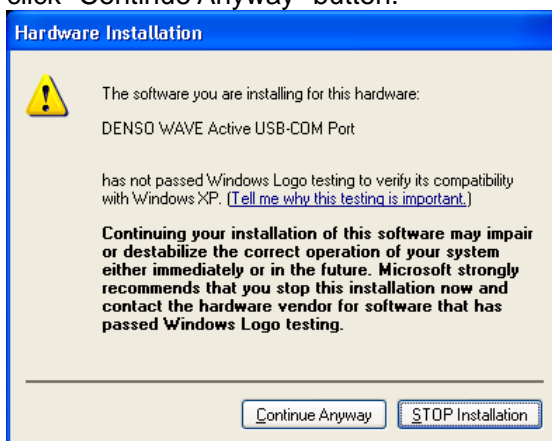 click "Continue Anyway" button.
Hardware Installation
The software you are installing for this hardware:
DENSO WAVE Active USB-COM Port
has not passed Windows Logo testing to verify its compatibility
with Windows XP. (Tell me why this testing is important.)
Continuing your installation of this software may impair
or destabilize the correct operation of your system
either immediately or in the future. Microsoft strongly
recommends that you stop this installation now and
contact the hardware vendor for software that has
passed Windows Logo testing.
Continue Anyway
STOP Installation